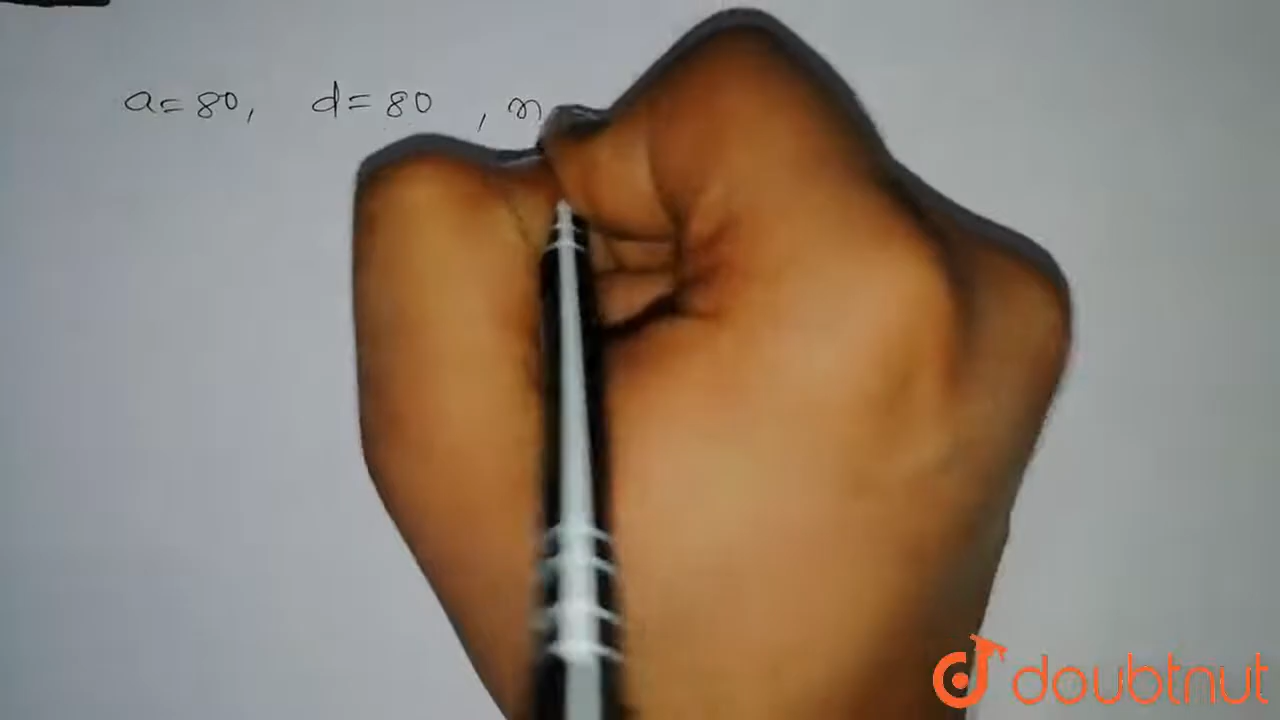 a = 80, d = 80 , n
doubtnut